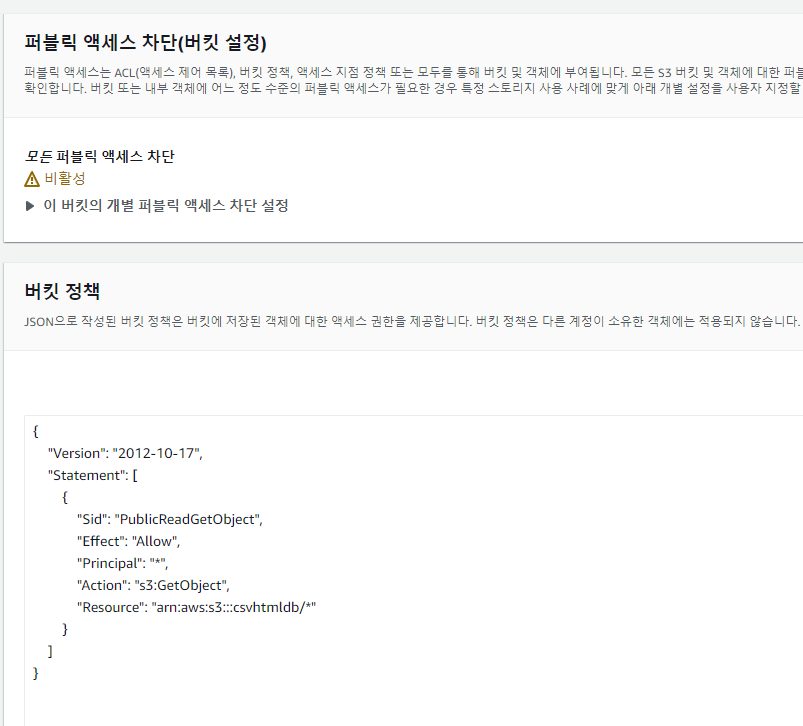 퍼블릭 액세스 차단(버킷 설정)
퍼블릭 액세스는 ACL(액세스 제어 목록), 버킷 정책, 액세스 지점 정책 또는 모두를 통해 버킷 및 객체에 부여됩니다. 모든 S3 버킷 및 객체에 대한 퍼블
확인합니다. 버킷 또는 내부 객체에 어느 정도 수준의 퍼블릭 액세스가 필요한 경우 특정 스토리지 사용 사례에 맞게 아래 개별 설정을 사용자 지정할
모든 퍼블릭 액세스 차단
비활성
이 버킷의 개별 퍼블릭 액세스 차단 설정
버킷 정책
JSON으로 작성된 버킷 정책은 버킷에 저장된 객체에 대한 액세스 권한을 제공합니다. 버킷 정책은 다른 계정이 소유한 객체에는 적용되지 않습니다.
{
"Version": "2012-10-17",
"Statement": [
{
"Sid": "PublicReadGetObject",
"Effect": "Allow",
"Principal": "*",
"Action": "s3:GetObject",
"Resource": "arn:aws:s3:::csvhtmldb/*"
}
]
}